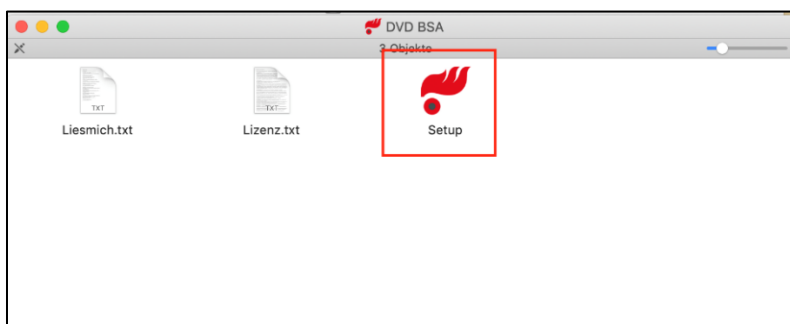 DVD BSA
3 Objekte
TXT
TXT
Liesmich.txt
Lizenz.txt
Setup